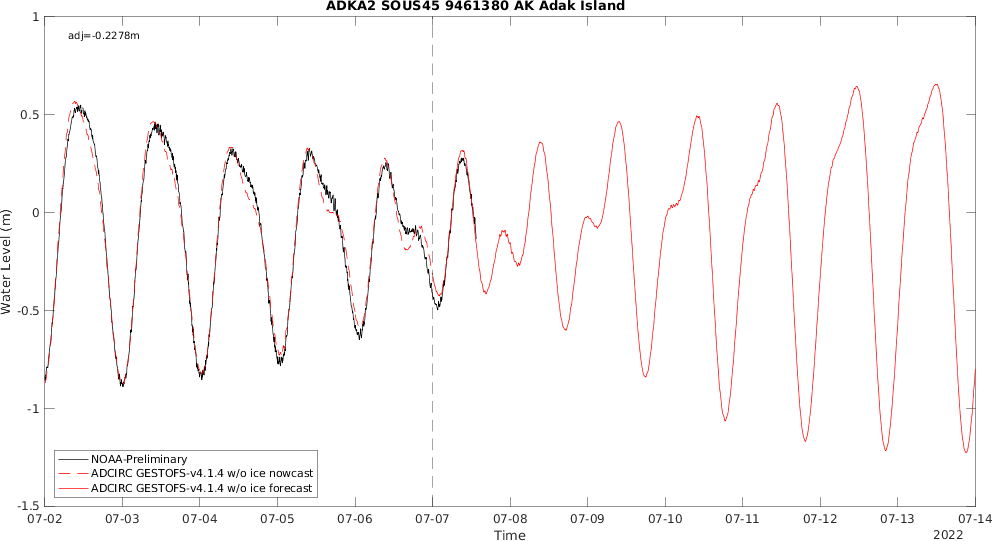 ADKA2 SOUS45 9461380 AK Adak Island
adj=-0.2278m
1
0.5
0
-0.5
-1
-1.5
Water Level (m)
NOAA-Preliminary
ADCIRC GESTOFS-v4.1.4 w/o ice nowcast
ADCIRC GESTOFS-v4.1.4 w/o ice forecast
07-02 07-03 07-04 07-05 07-06 07-07 07-08 07-09 07-10 07-11 07-12 07-13 07-14
Time
2022